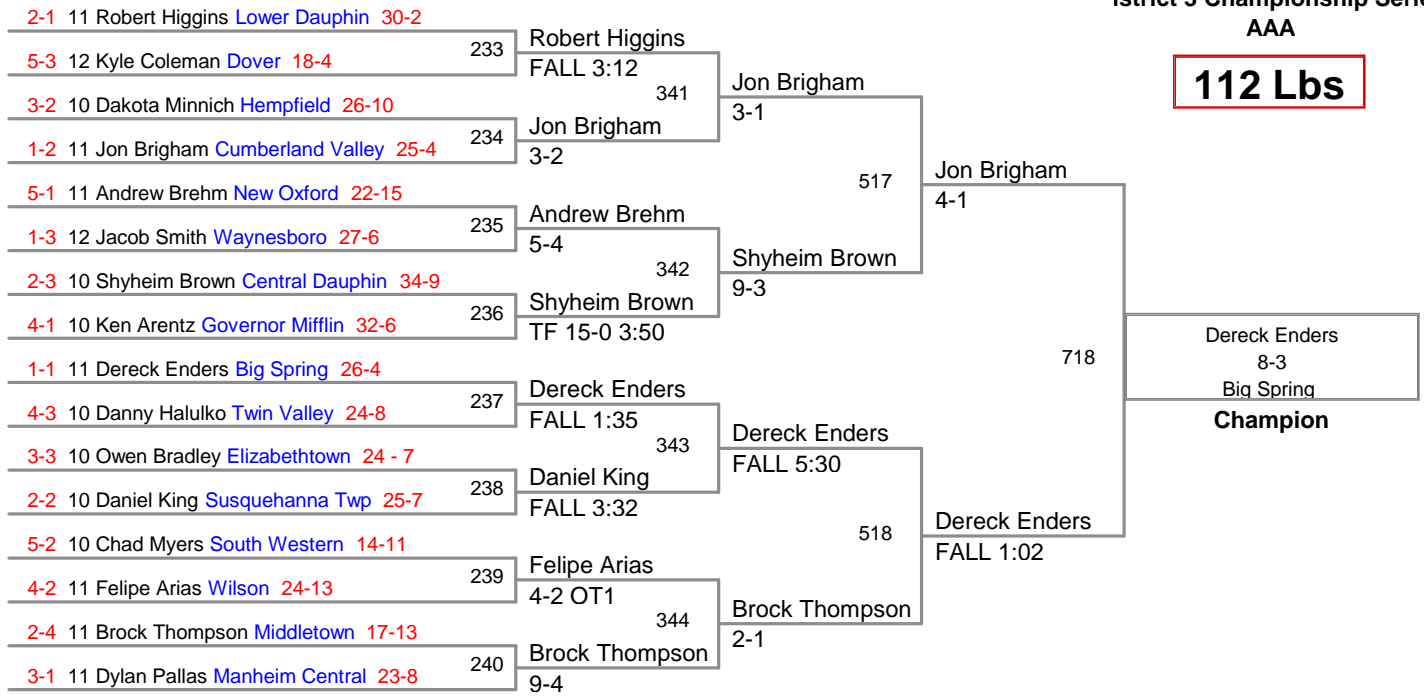 istrict 3 Championship Serie
AAA
112 Lbs
2-1 11 Robert Higgins Lower Dauphin 30-2
5-3 12 Kyle Coleman Dover 18-4
3-2 10 Dakota Minnich Hempfield 26-10
1-2 11 Jon Brigham Cumberland Valley 25-4
5-1 11 Andrew Brehm New Oxford 22-15
1-3 12 Jacob Smith Waynesboro 27-6
2-3 10 Shyheim Brown Central Dauphin 34-9
4-1 10 Ken Arentz Governor Mifflin 32-6
1-1 11 Dereck Enders Big Spring 26-4
4-3 10 Danny Halulko Twin Valley 24-8
3-3 10 Owen Bradley Elizabethtown 24 - 7
2-2 10 Daniel King Susquehanna Twp 25-7
5-2 10 Chad Myers South Western 14-11
4-2 11 Felipe Arias Wilson 24-13
2-4 11 Brock Thompson Middletown 17-13
3-1 11 Dylan Pallas Manheim Central 23-8
233
Robert Higgins
FALL 3:12
234
Jon Brigham
3-2
235
Andrew Brehm
5-4
236
Shyheim Brown
TF 15-0 3:50
237
Dereck Enders
FALL 1:35
238
Daniel King
FALL 3:32
239
Felipe Arias
4-2 OT1
240
Brock Thompson
9-4
341
Jon Brigham
3-1
342
Shyheim Brown
9-3
343
Dereck Enders
FALL 5:30
344
Brock Thompson
2-1
517
Jon Brigham
4-1
518
Dereck Enders
FALL 1:02
718
Dereck Enders
8-3
Big Spring
Champion